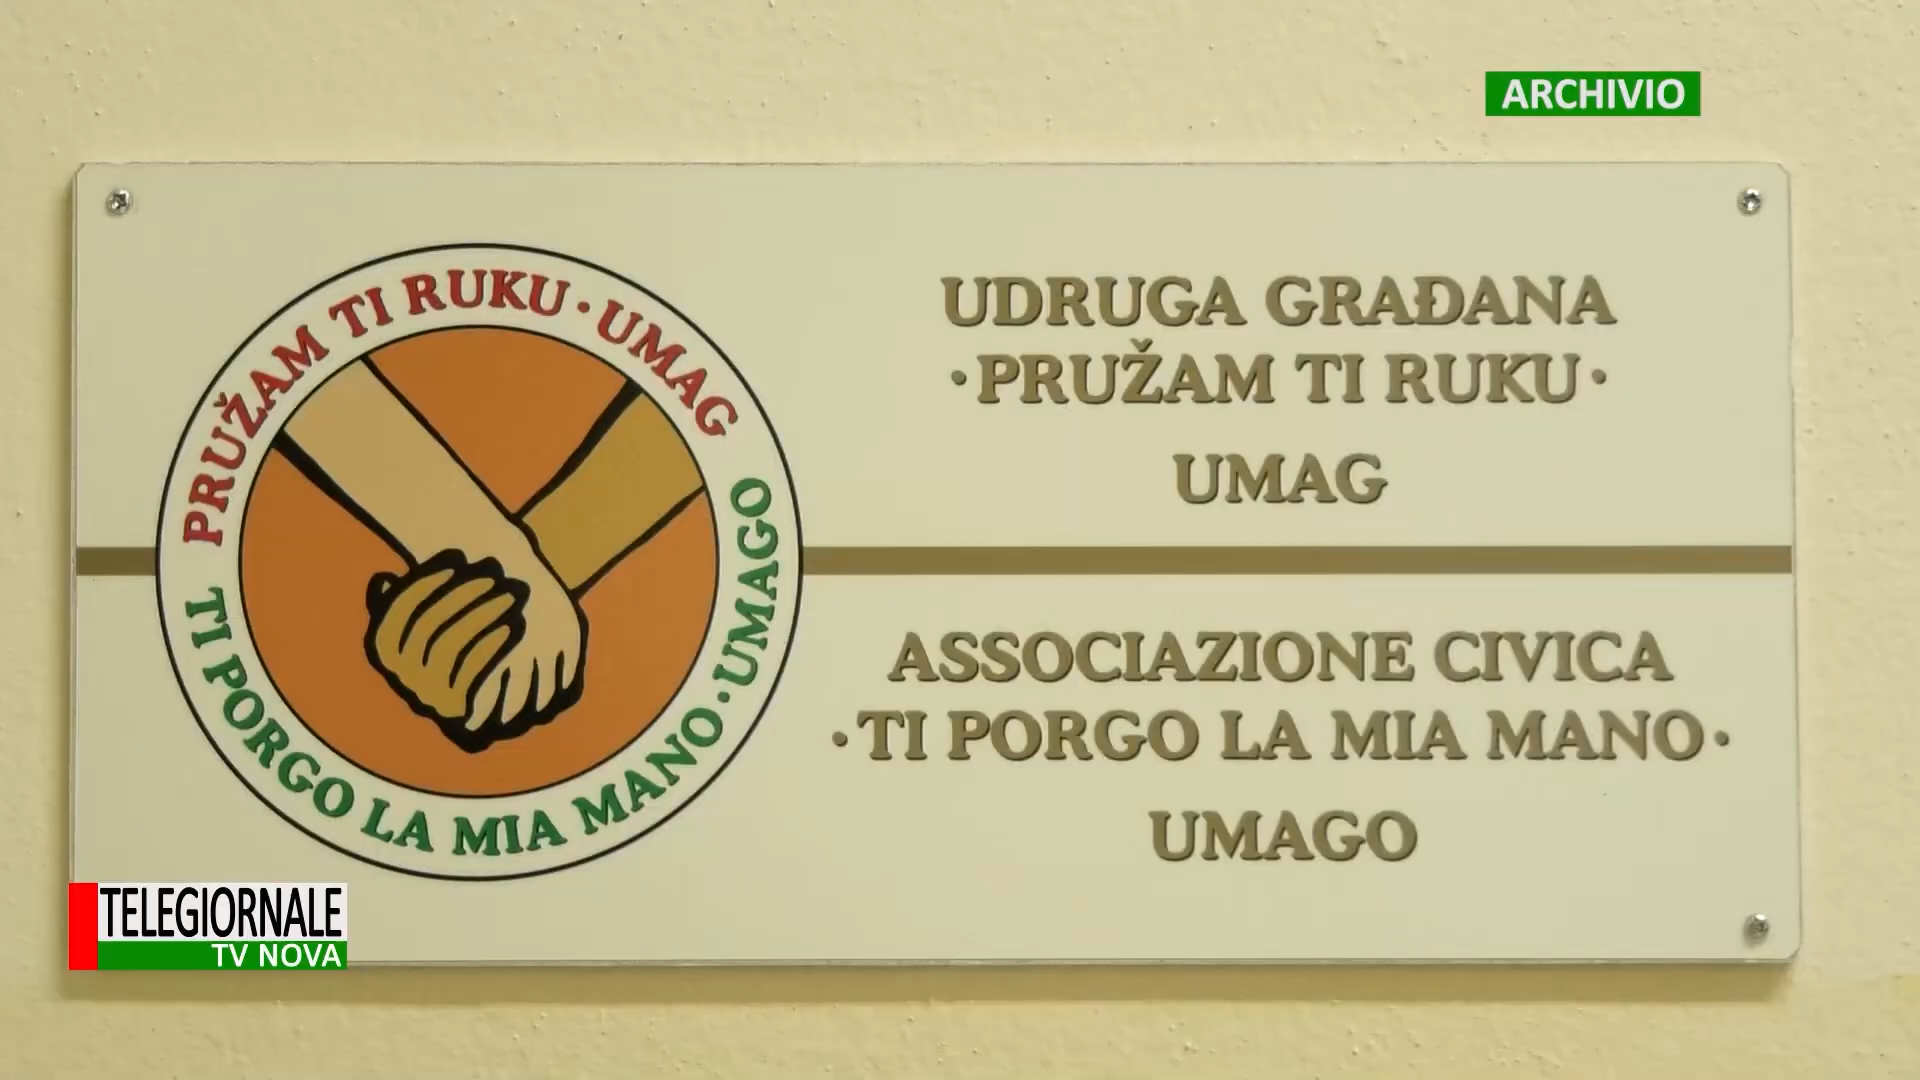 ARCHIVIO
PRUŽAM TI RUKU · UMAG
TI PORGO LA MIA MANO · UMAGO
UDRUGA GRAĐANA
· PRUŽAM TI RUKU ·
UMAG
ASSOCIAZIONE CIVICA
· TI PORGO LA MIA MANO ·
UMAGO
TELEGIORNALE
TV NOVA